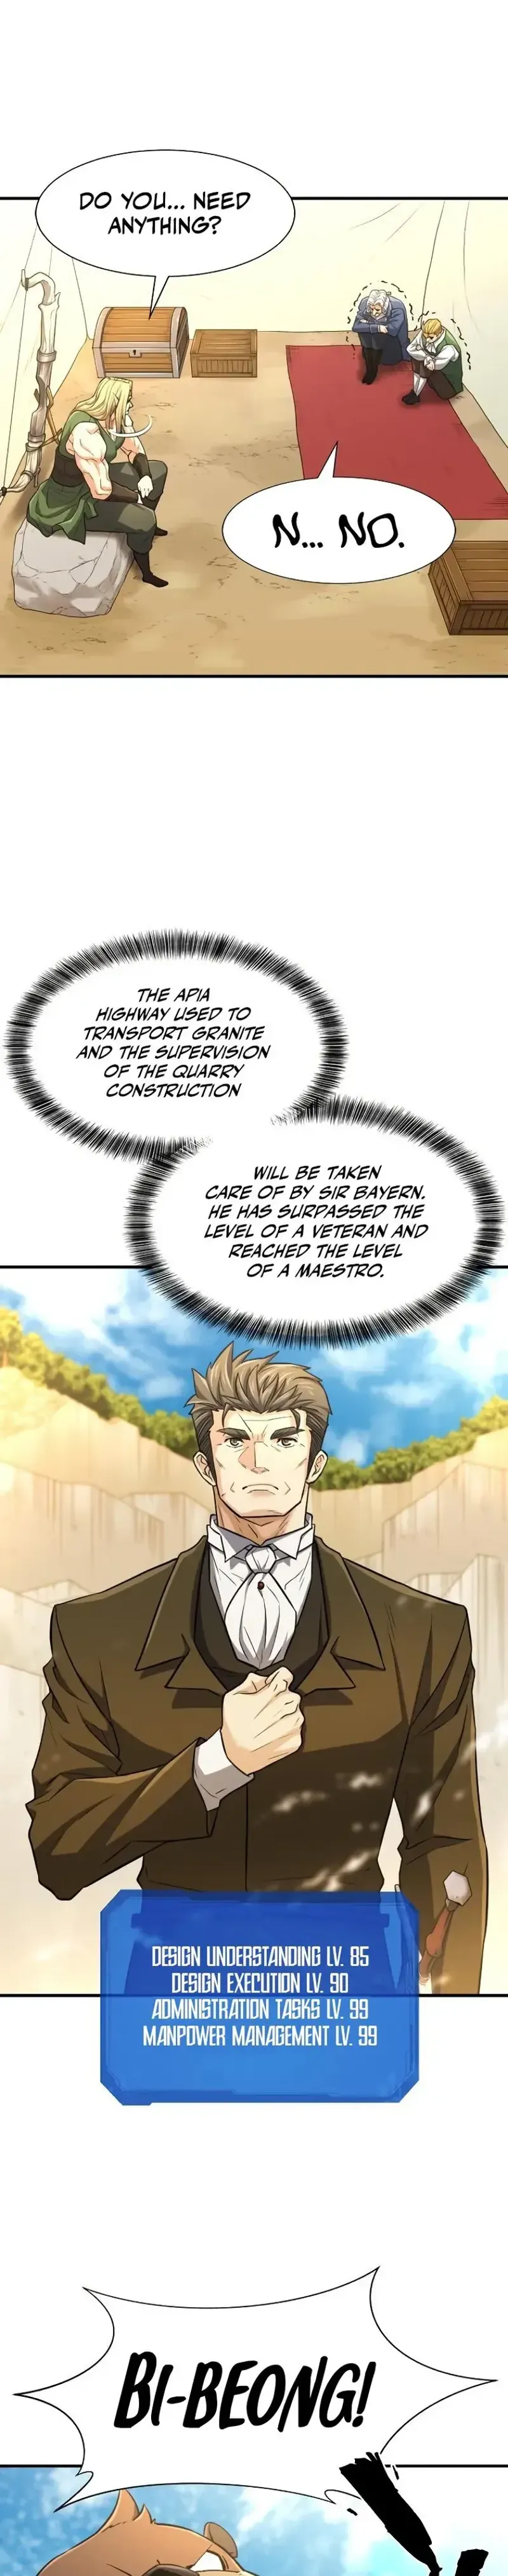 DO YOU... NEED
ANYTHING?
N... NO.
THE APIA
HIGHWAY USED TO
TRANSPORT GRANITE
AND THE SUPERVISION
OF THE QUARRY
CONSTRUCTION
WILL BE TAKEN
CARE OF BY SIR BAYERN.
HE HAS SURPASSED THE
LEVEL OF A VETERAN AND
REACHED THE LEVEL
OF A MAESTRO.
DESIGN UNDERSTANDING LV. 85
DESIGN EXECUTION LV. 90
ADMINISTRATION TASKS LV. 99
MANPOWER MANAGEMENT LV. 99
BI-BEONG!